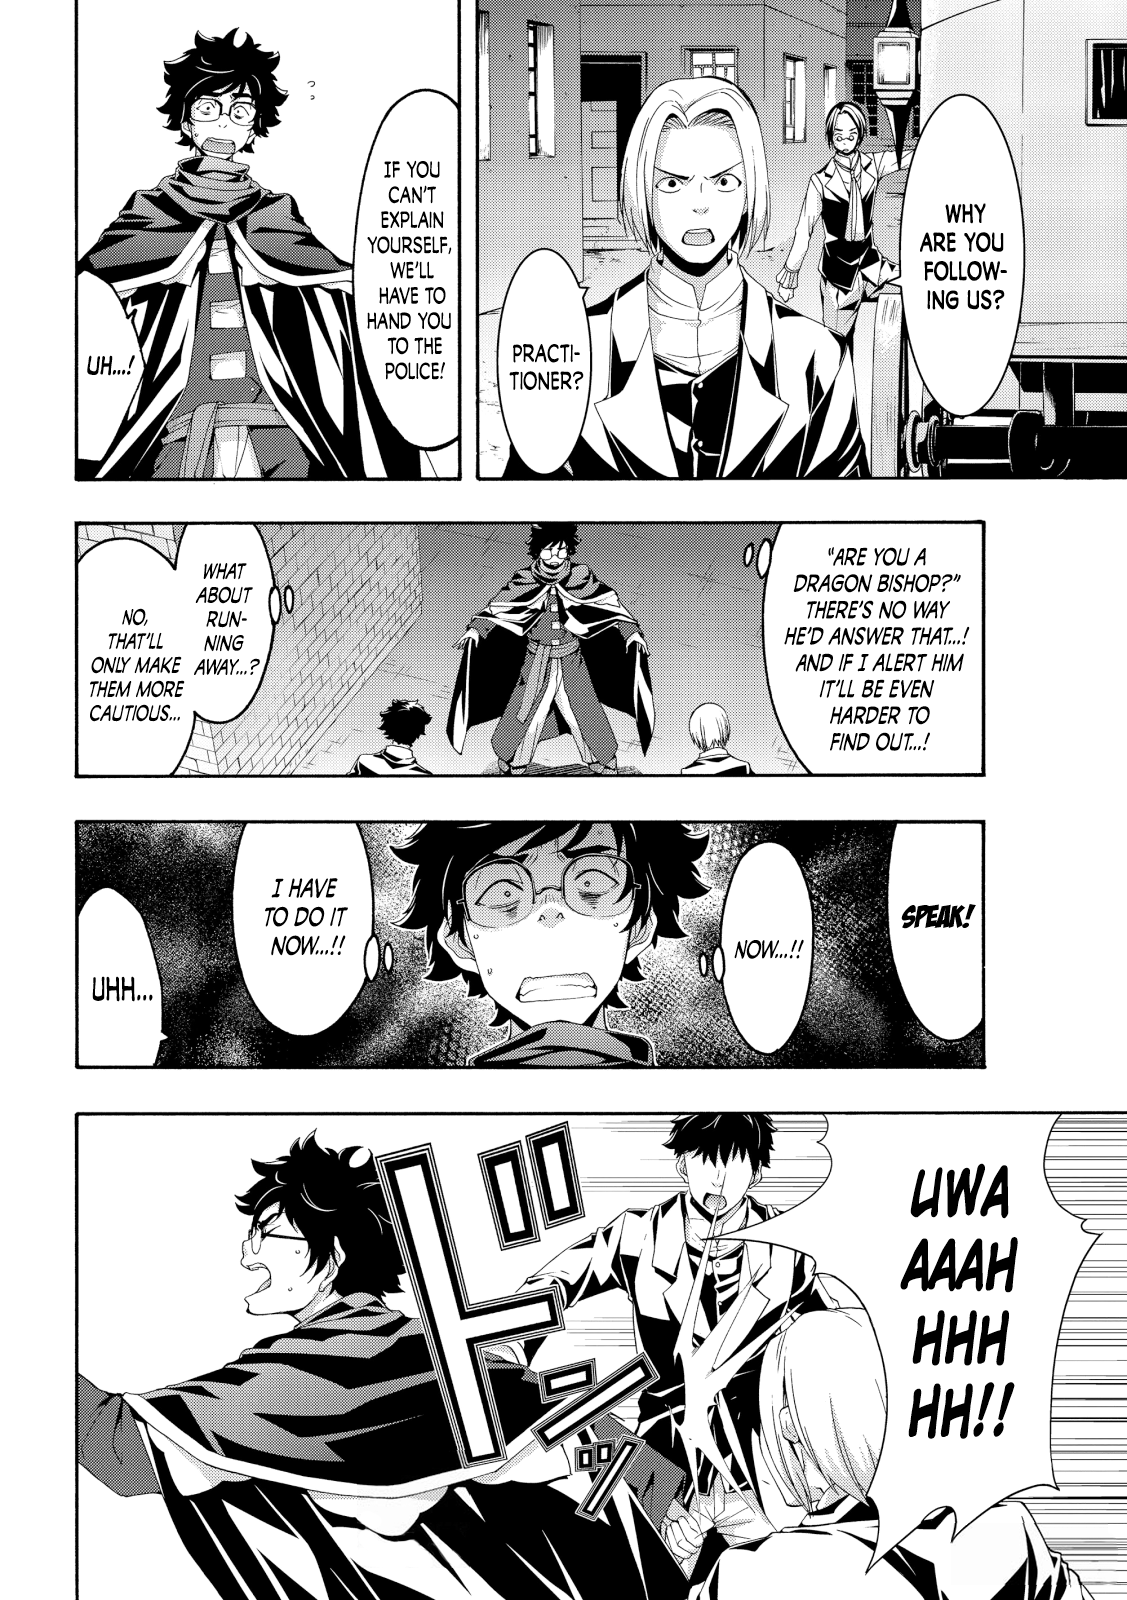 WHY
ARE YOU
FOLLOW-
ING US?
PRACTI-
TIONER?
IF YOU
CAN'T
EXPLAIN
YOURSELF,
WE'LL
HAVE TO
HAND YOU
TO THE
POLICE!
UH...!
"ARE YOU A
DRAGON BISHOP?"
THERE'S NO WAY
HE'D ANSWER THAT...!
AND IF I ALERT HIM
IT'LL BE EVEN
HARDER TO
FIND OUT...!
WHAT
ABOUT
RUN-
NING
AWAY...?
NO,
THAT'LL
ONLY MAKE
THEM MORE
CAUTIOUS...
SPEAK!
NOW...!!
I HAVE
TO DO IT
NOW...!!
UHH...
UWA
AAAH
HHH
HH!!
ドンッ